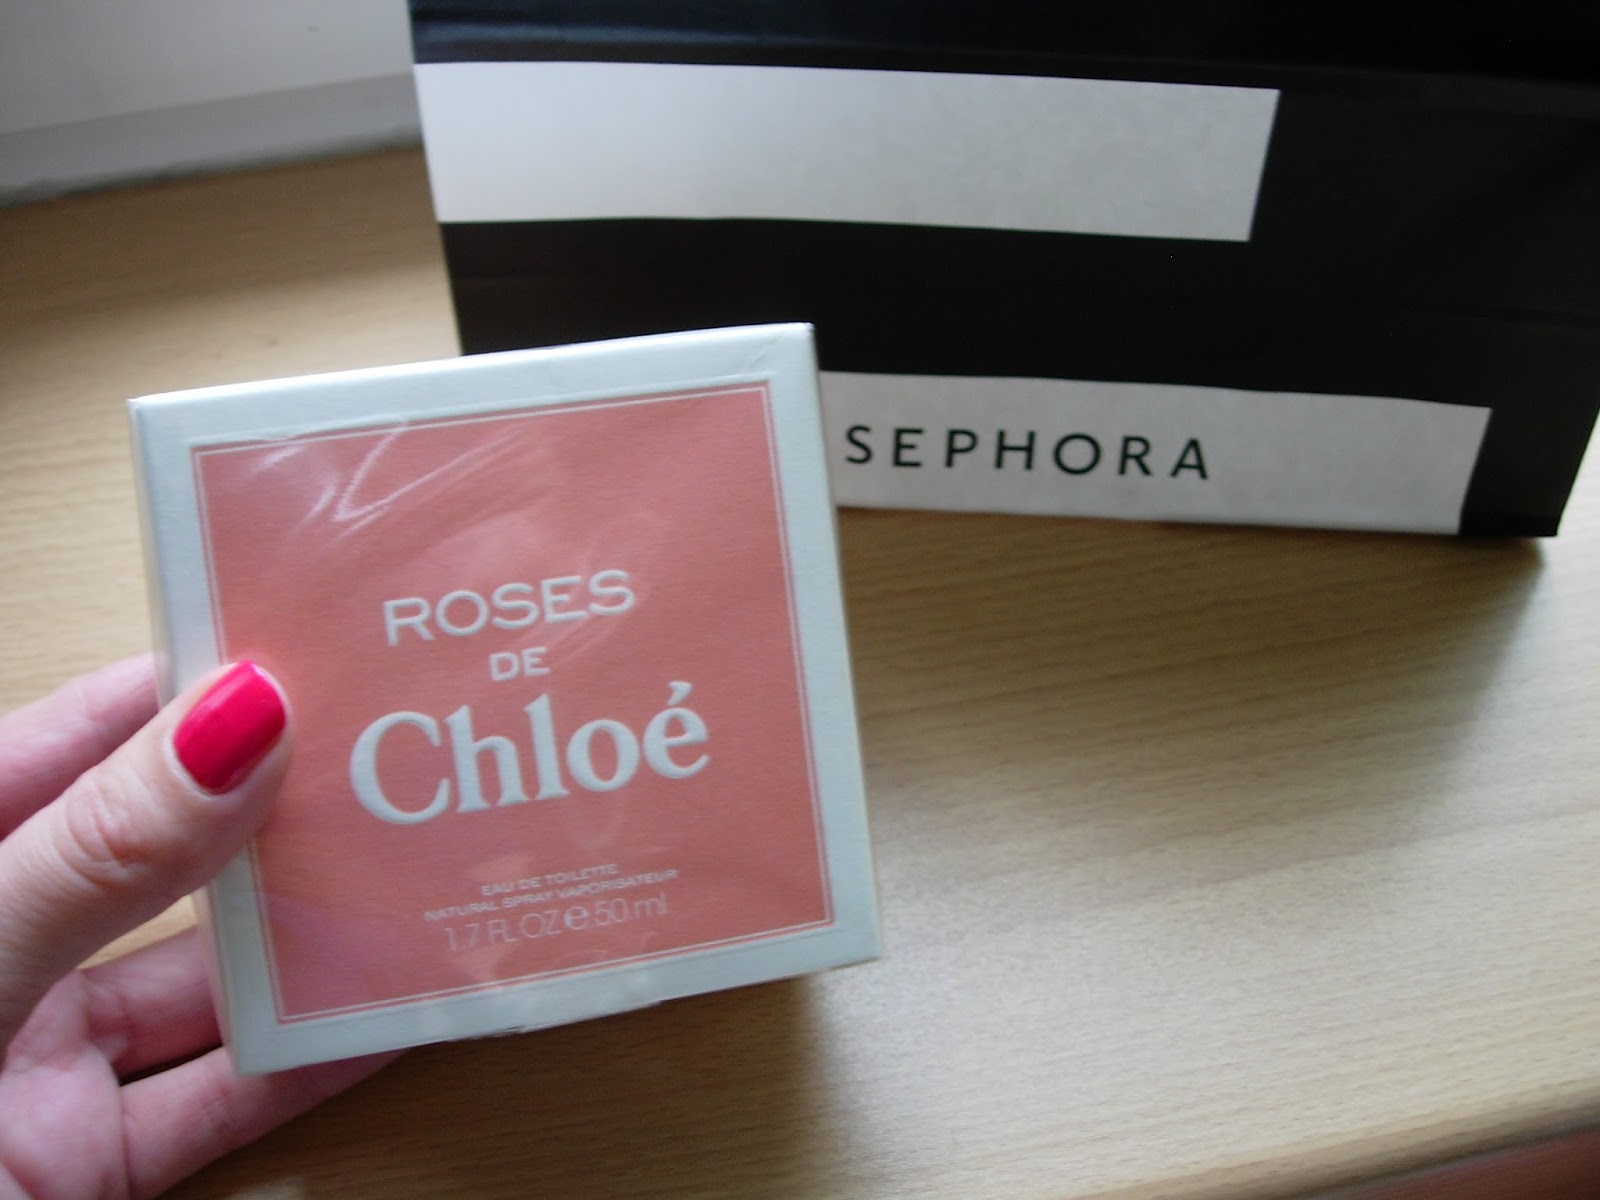 SEPHORA
ROSES
DE
Chloé
EAU DE TOILETTE
NATURAL SPRAY VAPORISATEUR
1.7 FL OZ e 50 ml